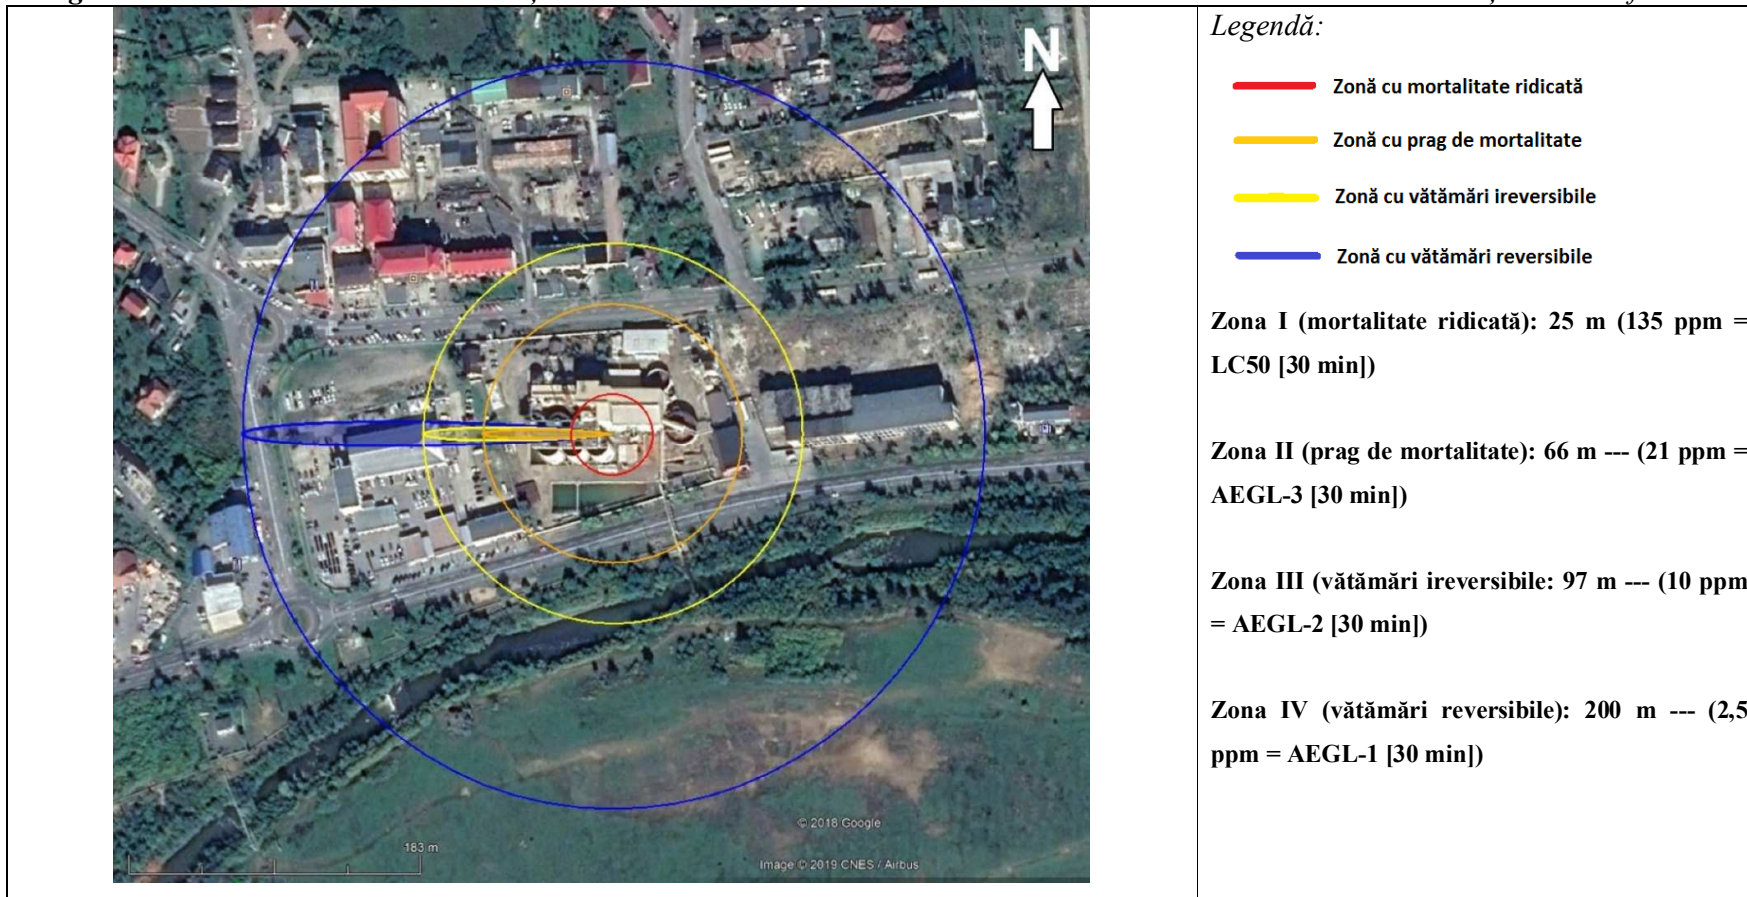 Legendă:
N
Zonă cu mortalitate ridicată
Zonă cu prag de mortalitate
Zonă cu vătămări ireversibile
Zonă cu vătămări reversibile
Zona I (mortalitate ridicată): 25 m (135 ppm =
LC50 [30 min])
Zona II (prag de mortalitate): 66 m --- (21 ppm =
AEGL-3 [30 min])
Zona III (vătămări ireversibile: 97 m --- (10 ppm
= AEGL-2 [30 min])
Zona IV (vătămări reversibile): 200 m --- (2,5
ppm = AEGL-1 [30 min])
© 2018 Google
183 m
Image © 2019 CNES / Airbus